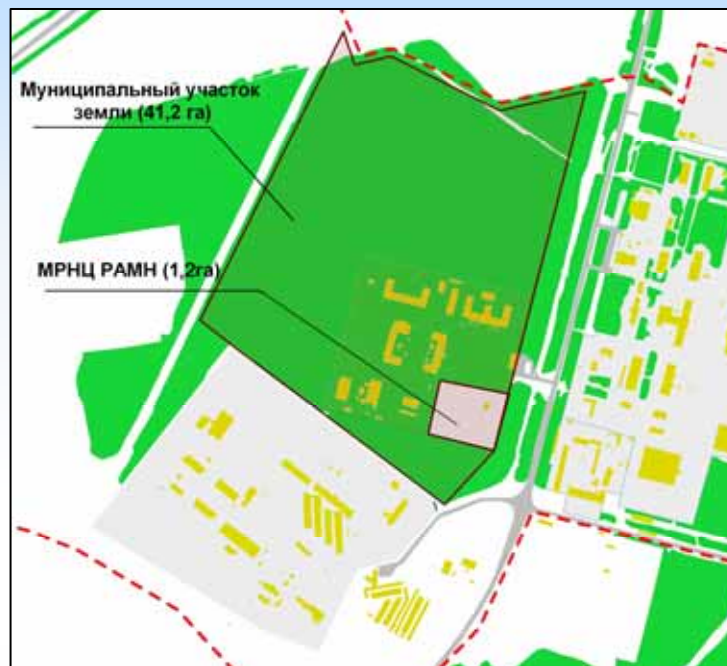 Муниципальный участок
земли (41,2 га)
МРНЦ РАМН (1,2га)